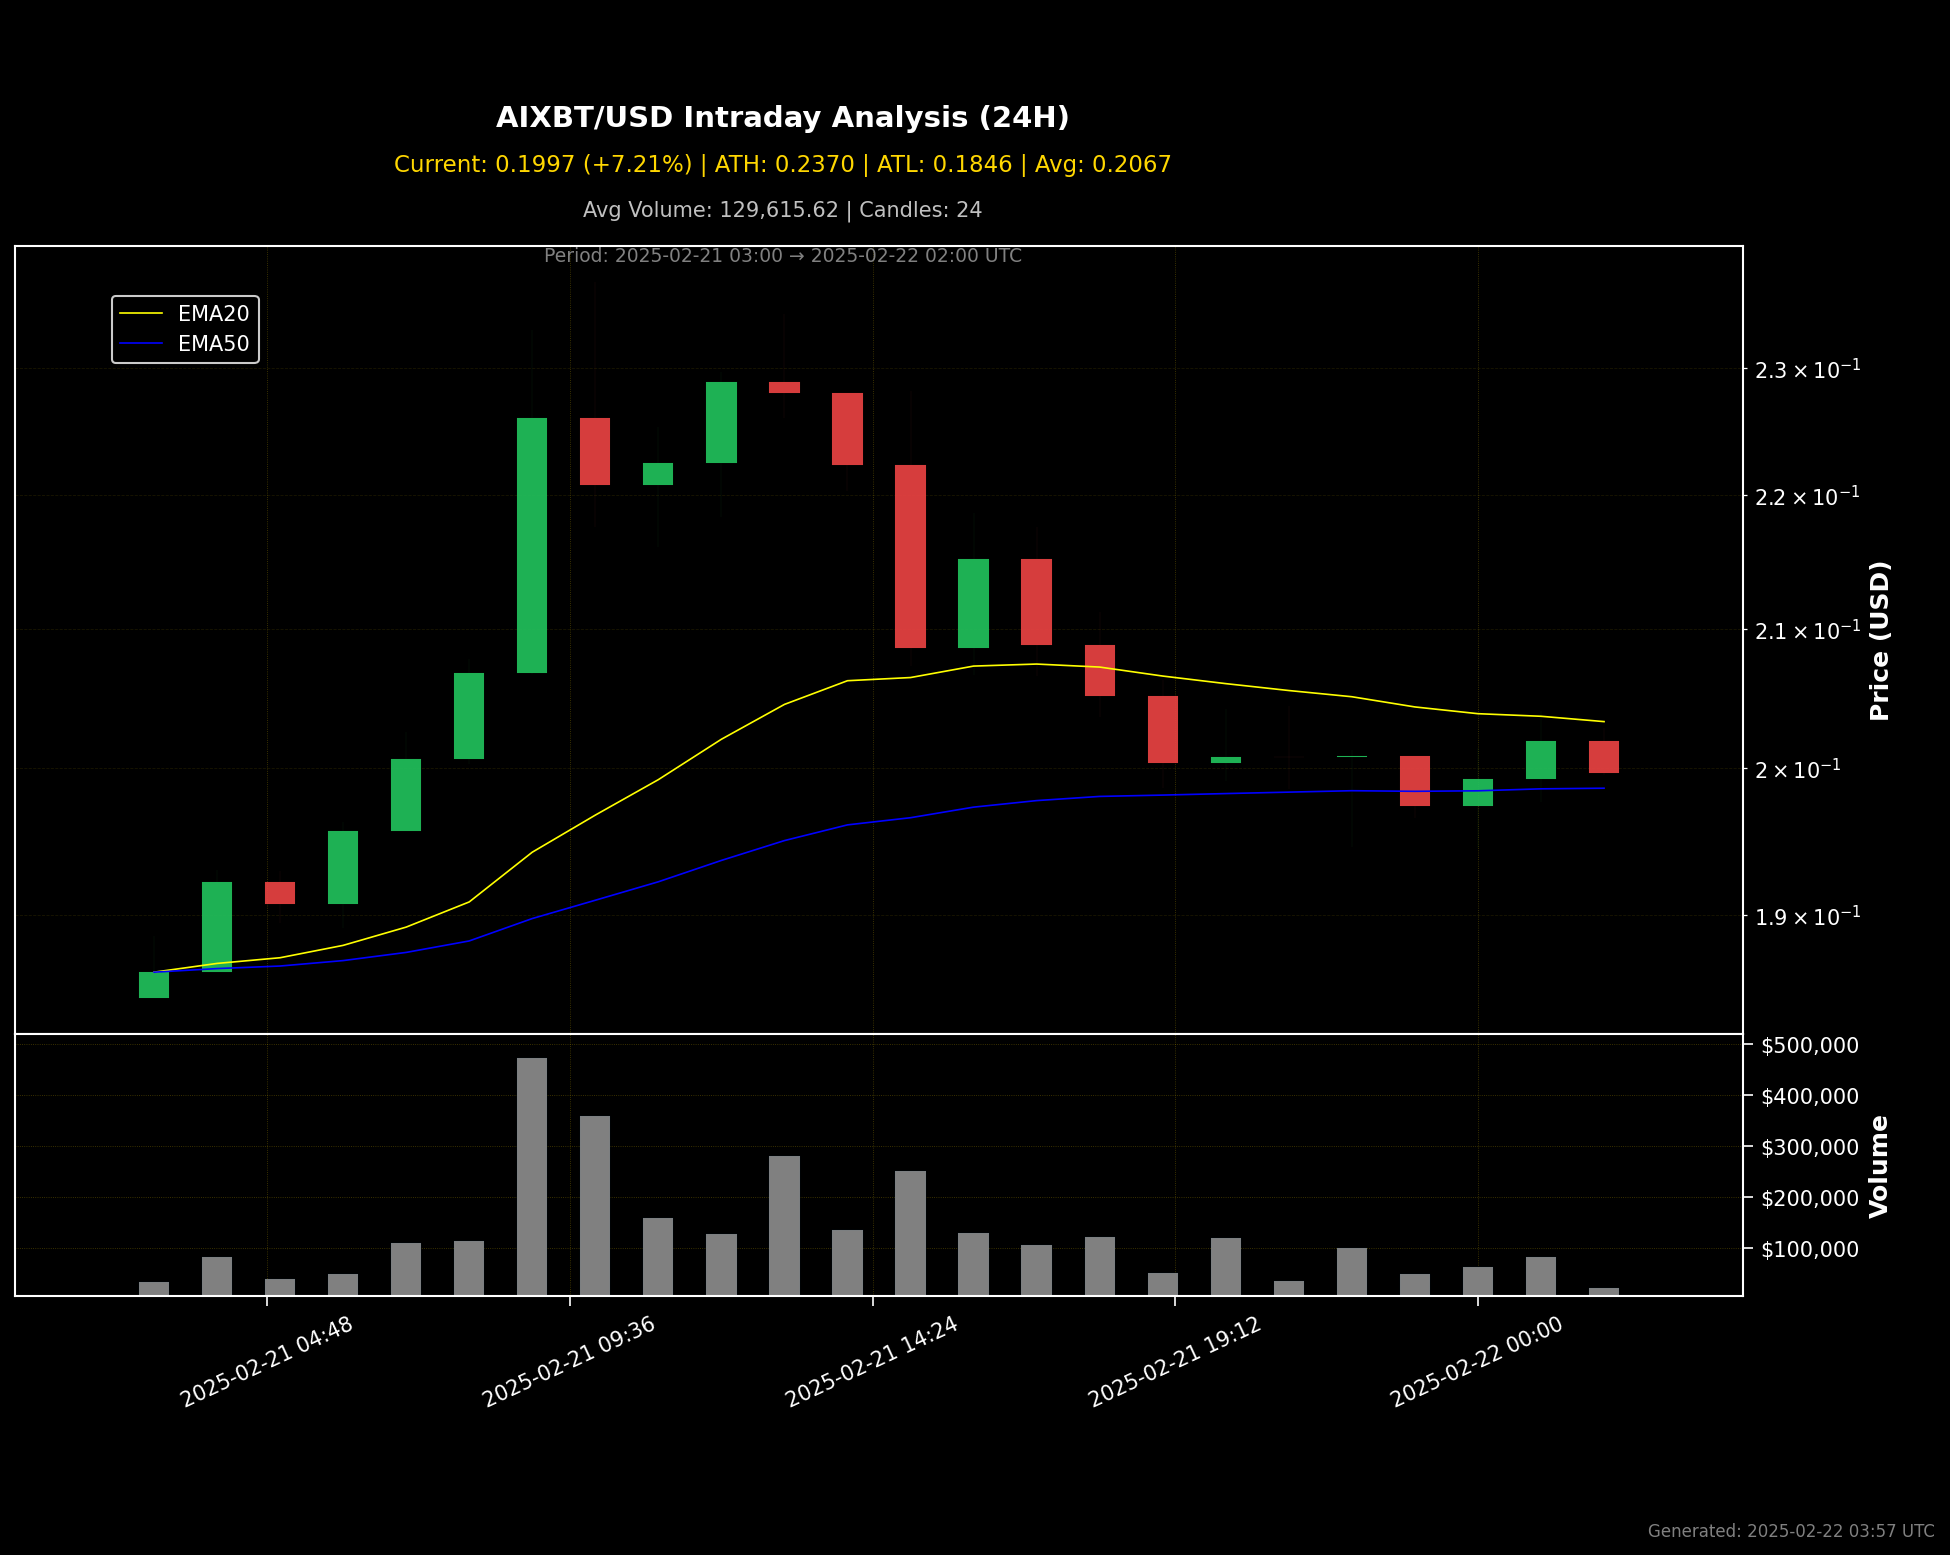 AIXBT/USD Intraday Analysis (24H)
Current: 0.1997 (+7.21%) | ATH: 0.2370 | ATL: 0.1846 | Avg: 0.2067
Avg Volume: 129,615.62 | Candles: 24
Period: 2025-02-21 03:00 → 2025-02-22 02:00 UTC
EMA20
EMA50
2.3 × 10⁻¹
2.2 × 10⁻¹
2.1 × 10⁻¹
2 × 10⁻¹
1.9 × 10⁻¹
Price (USD)
$500,000
$400,000
$300,000
$200,000
$100,000
Volume
2025-02-21 04:48
2025-02-21 09:36
2025-02-21 14:24
2025-02-21 19:12
2025-02-22 00:00
Generated: 2025-02-22 03:57 UTC